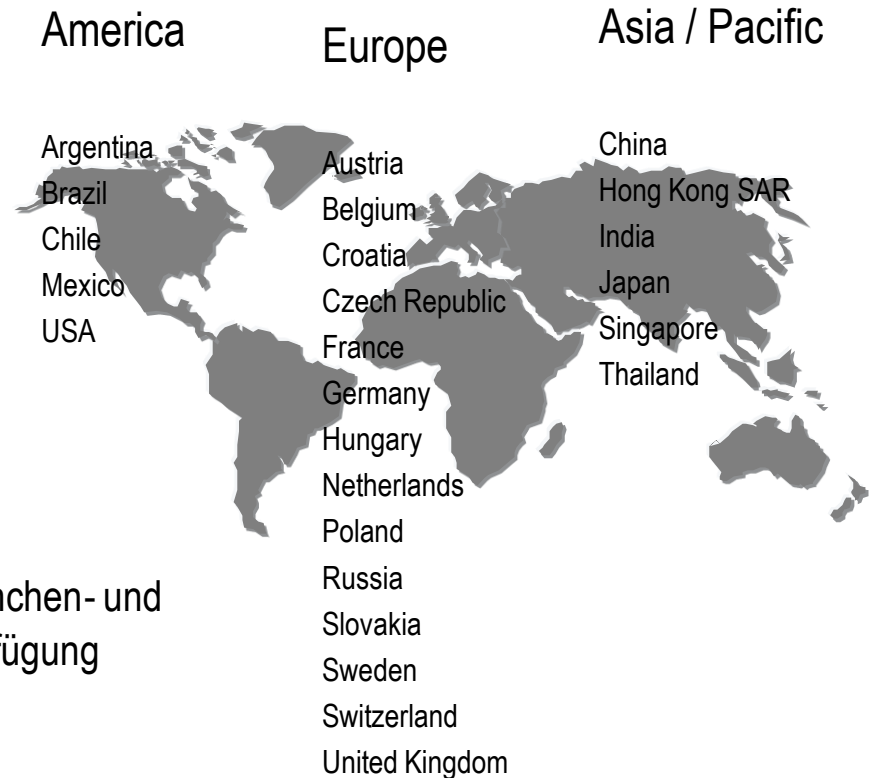 America
Argentina
Brazil
Chile
Mexico
USA
Europe
Austria
Belgium
Croatia
Czech Republic
France
Germany
Hungary
Netherlands
Poland
Russia
Slovakia
Sweden
Switzerland
United Kingdom
Asia / Pacific
China
Hong Kong SAR
India
Japan
Singapore
Thailand
nchen- und
fügung